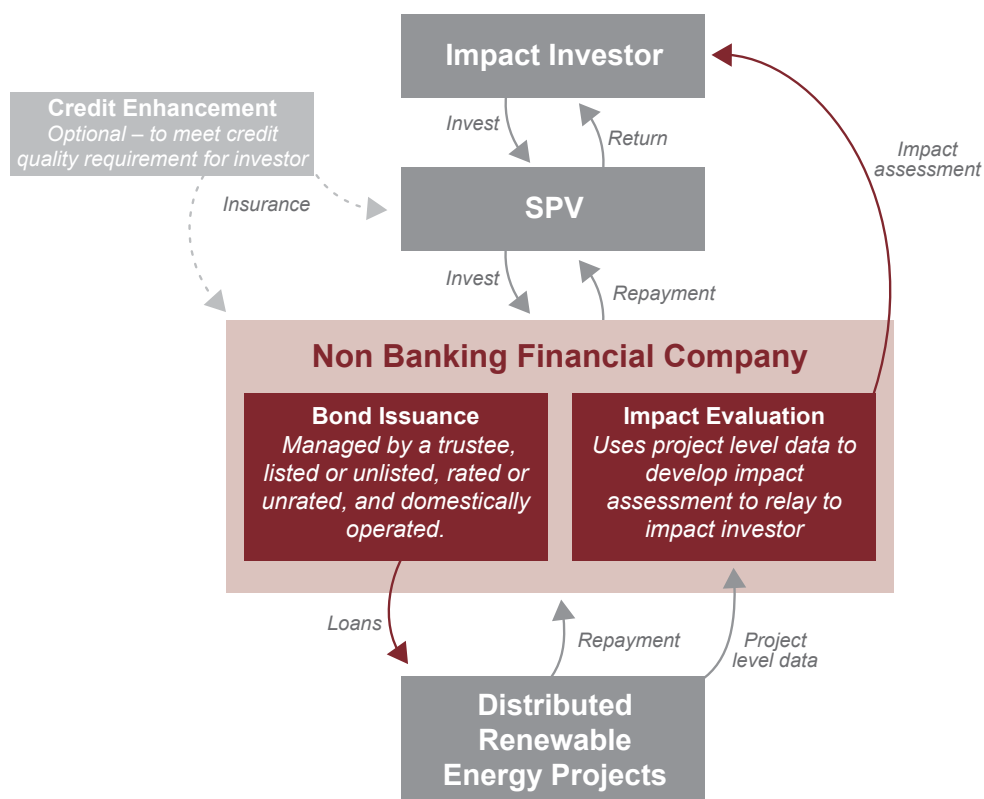 Impact Investor
Credit Enhancement
Optional – to meet credit
quality requirement for investor
Invest
Return
Impact
assessment
Insurance
SPV
Invest
Repayment
Non Banking Financial Company
Bond Issuance
Managed by a trustee,
listed or unlisted, rated or
unrated, and domestically
operated.
Impact Evaluation
Uses project level data to
develop impact
assessment to relay to
impact investor
Loans
Repayment
Project
level data
Distributed
Renewable
Energy Projects